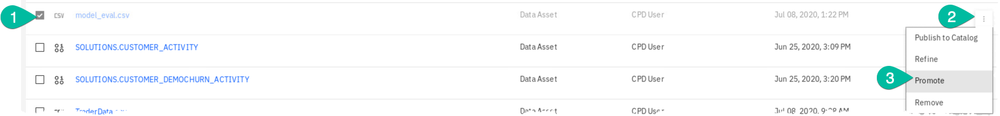 1 CSV model_eval.csv Data Asset CPD User Jul 08, 2020, 1:22 PM 2
Publish to Catalog
SOLUTIONS.CUSTOMER_ACTIVITY Data Asset CPD User Jun 25, 2020, 3:09 PM
Refine
SOLUTIONS.CUSTOMER_DEMOCHURN_ACTIVITY Data Asset CPD User Jun 25, 2020, 3:20 PM
3 Promote
Remove
TraderData Data Asset CPD User Jul 08, 2020, AM